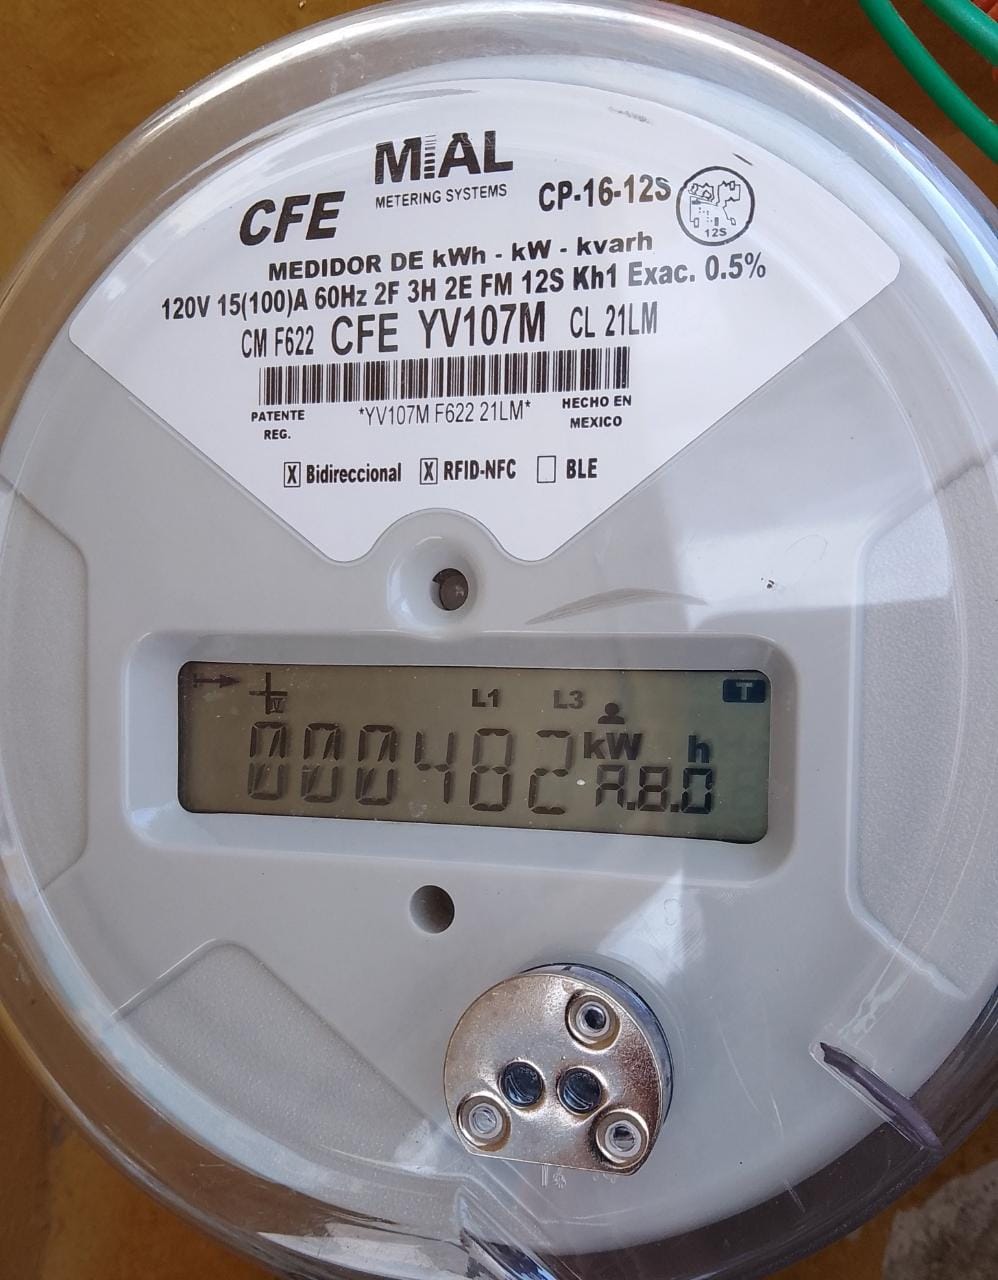 MIAL
METERING SYSTEMS
CFE
CP-16-12S
12S
MEDIDOR DE kWh - kW - kvarh
120V 15(100)A 60Hz 2F 3H 2E FM 12S Kh1 Exac. 0.5%
CM F622 CFE YV107M CL 21LM
PATENTE REG.
*YV107M F622 21LM*
HECHO EN MEXICO
X Bidireccional X RFID-NFC BLE
L1 L3 T
000482 kW h
A.8.0